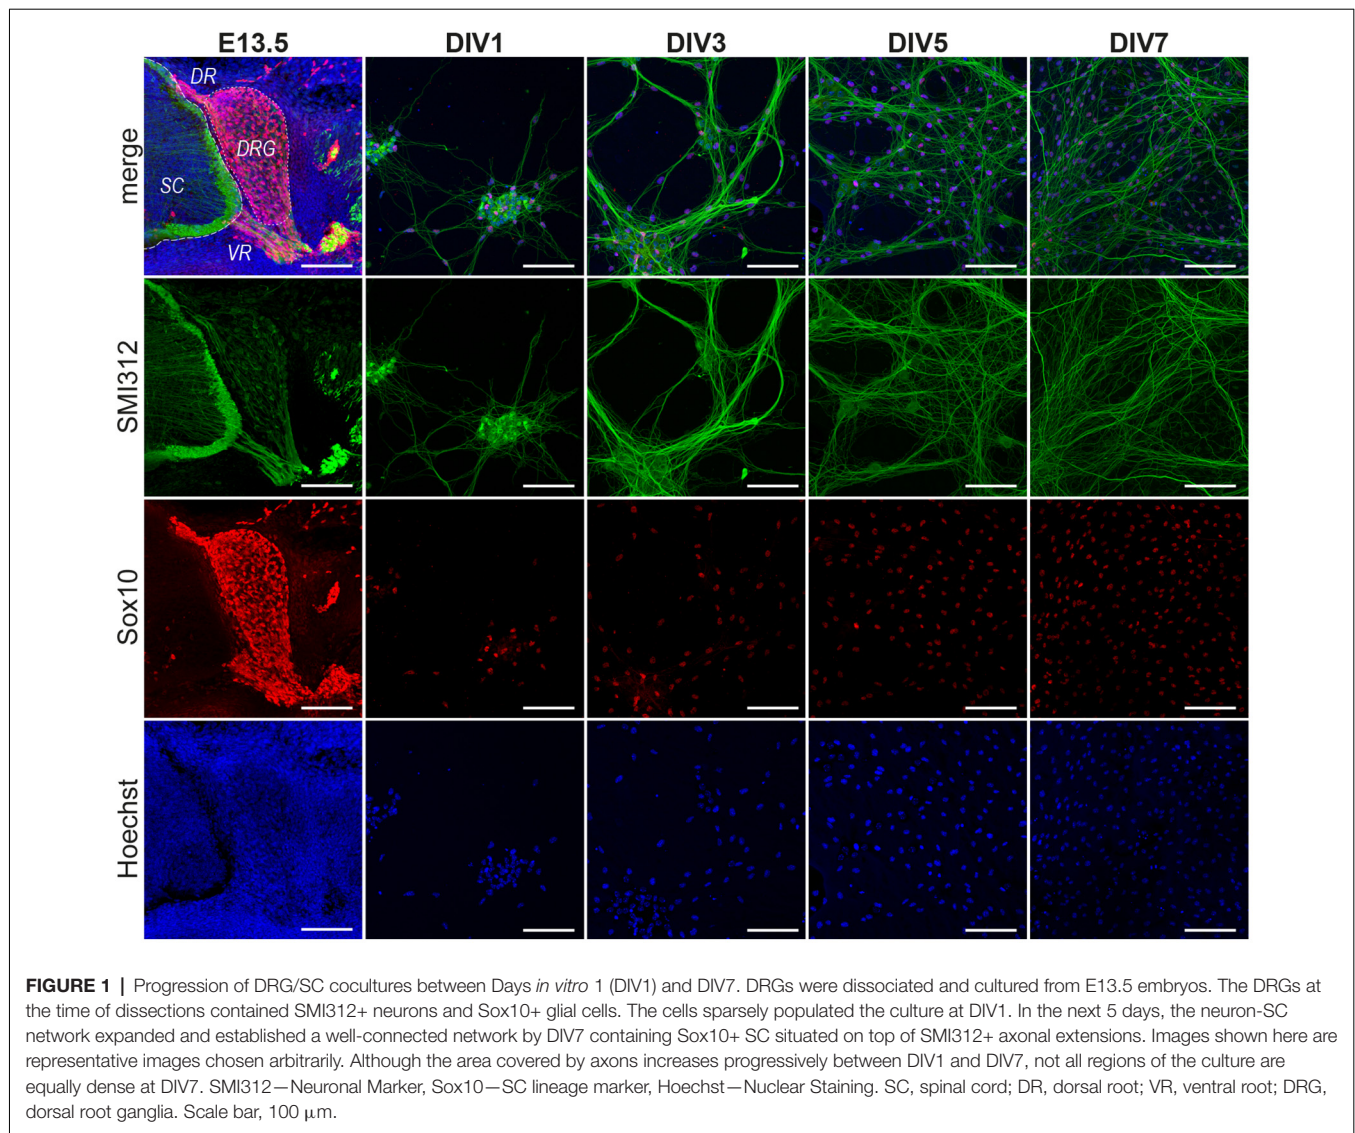 E13.5 DIV1 DIV3 DIV5 DIV7
merge
DR
DRG
SC
VR
SMI312
Sox10
Hoechst
FIGURE 1 | Progression of DRG/SC cocultures between Days in vitro 1 (DIV1) and DIV7. DRGs were dissociated and cultured from E13.5 embryos. The DRGs at
the time of dissections contained SMI312+ neurons and Sox10+ glial cells. The cells sparsely populated the culture at DIV1. In the next 5 days, the neuron-SC
network expanded and established a well-connected network by DIV7 containing Sox10+ SC situated on top of SMI312+ axonal extensions. Images shown here are
representative images chosen arbitrarily. Although the area covered by axons increases progressively between DIV1 and DIV7, not all regions of the culture are
equally dense at DIV7. SMI312—Neuronal Marker, Sox10—SC lineage marker, Hoechst—Nuclear Staining. SC, spinal cord; DR, dorsal root; VR, ventral root; DRG,
dorsal root ganglia. Scale bar, 100 μm.